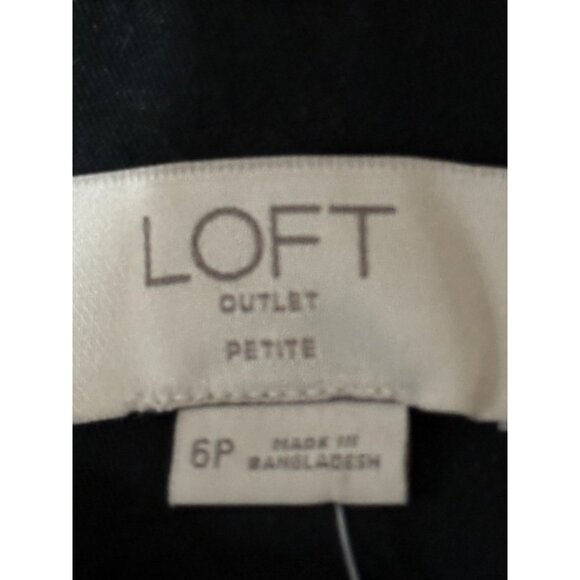 LOFT
OUTLET
PETITE
6P MADE IN
BANGLADESH